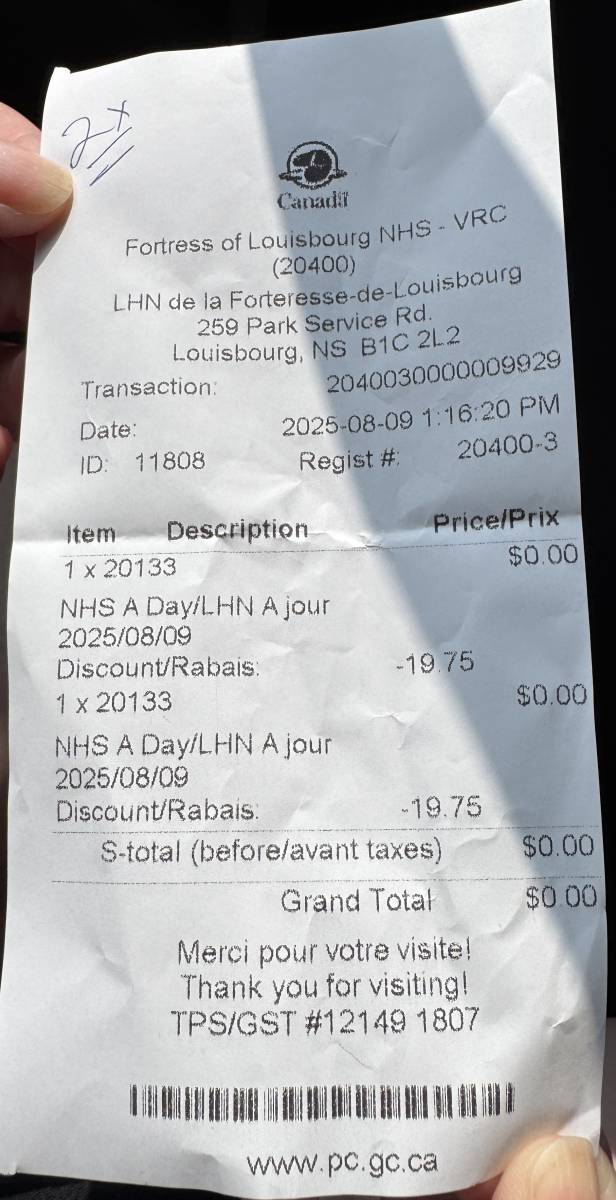 2x
Canada
Fortress of Louisbourg NHS - VRC
(20400)
LHN de la Forteresse-de-Louisbourg
259 Park Service Rd.
Louisbourg, NS B1C 2L2
Transaction: 2040030000009929
Date: 2025-08-09 1:16:20 PM
ID: 11808 Regist #: 20400-3
Item Description Price/Prix
1 x 20133 $0.00
NHS A Day/LHN A jour
2025/08/09
Discount/Rabais: -19.75
1 x 20133 $0.00
NHS A Day/LHN A jour
2025/08/09
Discount/Rabais: -19.75
S-total (before/avant taxes) $0.00
Grand Total $0.00
Merci pour votre visite!
Thank you for visiting!
TPS/GST #12149 1807
www.pc.gc.ca